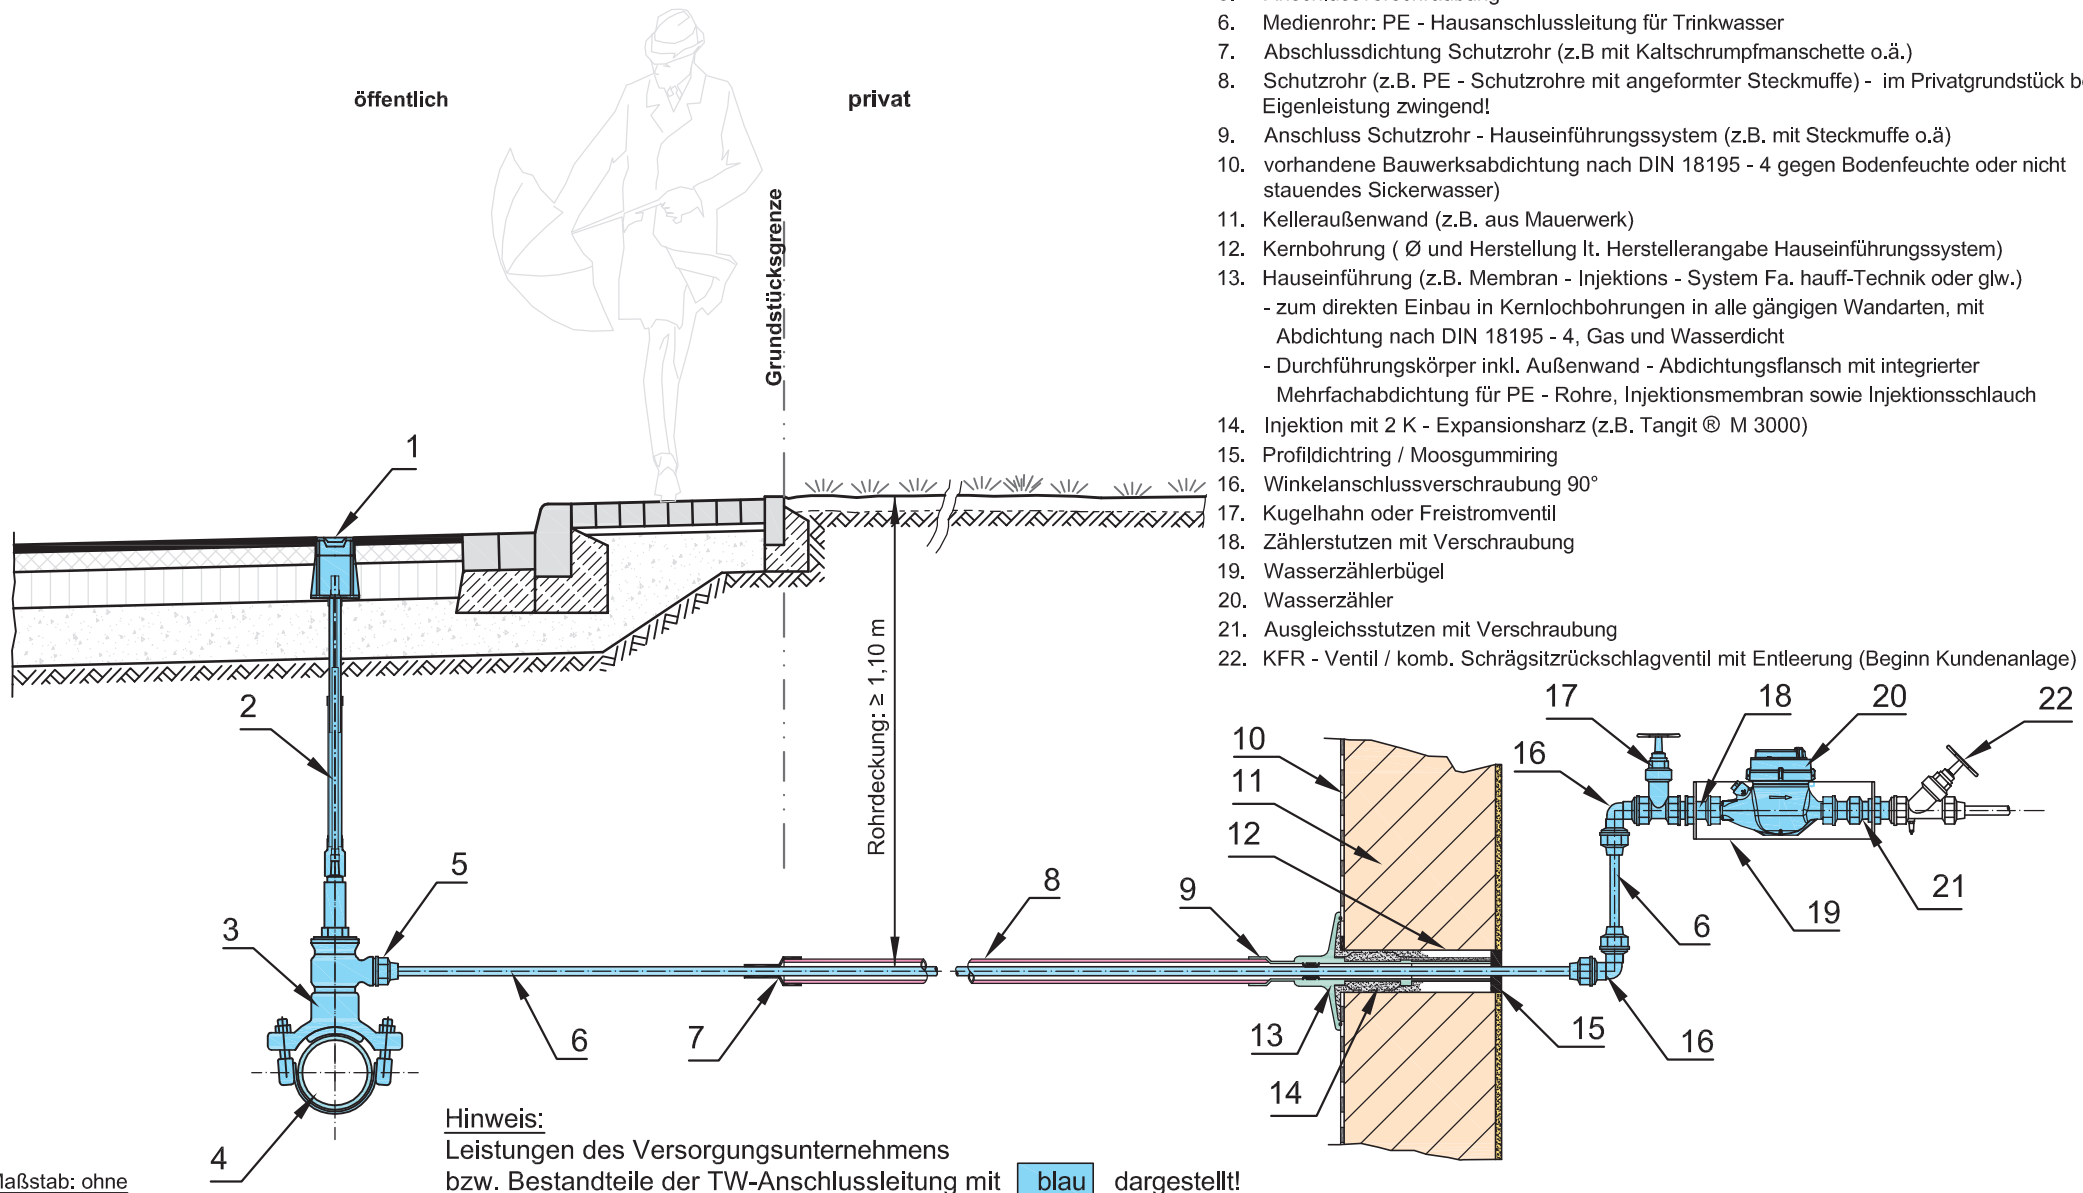 6. Medienrohr: PE - Hausanschlussleitung für Trinkwasser
7. Abschlussdichtung Schutzrohr (z.B mit Kaltschrumpfmanschette o.ä.)
8. Schutzrohr (z.B. PE - Schutzrohre mit angeformter Steckmuffe) - im Privatgrundstück
Eigenleistung zwingend!
9. Anschluss Schutzrohr - Hauseinführungssystem (z.B. mit Steckmuffe o.ä)
10. vorhandene Bauwerksabdichtung nach DIN 18195 - 4 gegen Bodenfeuchte oder nicht
stauendes Sickerwasser)
11. Kelleraußenwand (z.B. aus Mauerwerk)
12. Kernbohrung ( Ø und Herstellung lt. Herstellerangabe Hauseinführungssystem)
13. Hauseinführung (z.B. Membran - Injektions - System Fa. hauff-Technik oder glw.)
- zum direkten Einbau in Kernlochbohrungen in alle gängigen Wandarten, mit
Abdichtung nach DIN 18195 - 4, Gas und Wasserdicht
- Durchführungskörper inkl. Außenwand - Abdichtungsflansch mit integrierter
Mehrfachabdichtung für PE - Rohre, Injektionsmembran sowie Injektionsschlauch
14. Injektion mit 2 K - Expansionsharz (z.B. Tangit ® M 3000)
15. Profildichtring / Moosgummiring
16. Winkelanschlussverschraubung 90°
17. Kugelhahn oder Freistromventil
18. Zählerstutzen mit Verschraubung
19. Wasserzählerbügel
20. Wasserzähler
21. Ausgleichsstutzen mit Verschraubung
22. KFR - Ventil / komb. Schrägsitzrückschlagventil mit Entleerung (Beginn Kundenanlage)
öffentlich
privat
Grundstücksgrenze
Rohrdeckung: ≥ 1,10 m
1
2
3
4
5
6
7
8
9
10
11
12
13
14
15
16
16
6
17
18
19
20
21
22
Hinweis:
Leistungen des Versorgungsunternehmens
bzw. Bestandteile der TW-Anschlussleitung mit blau dargestellt!
Maßstab: ohne